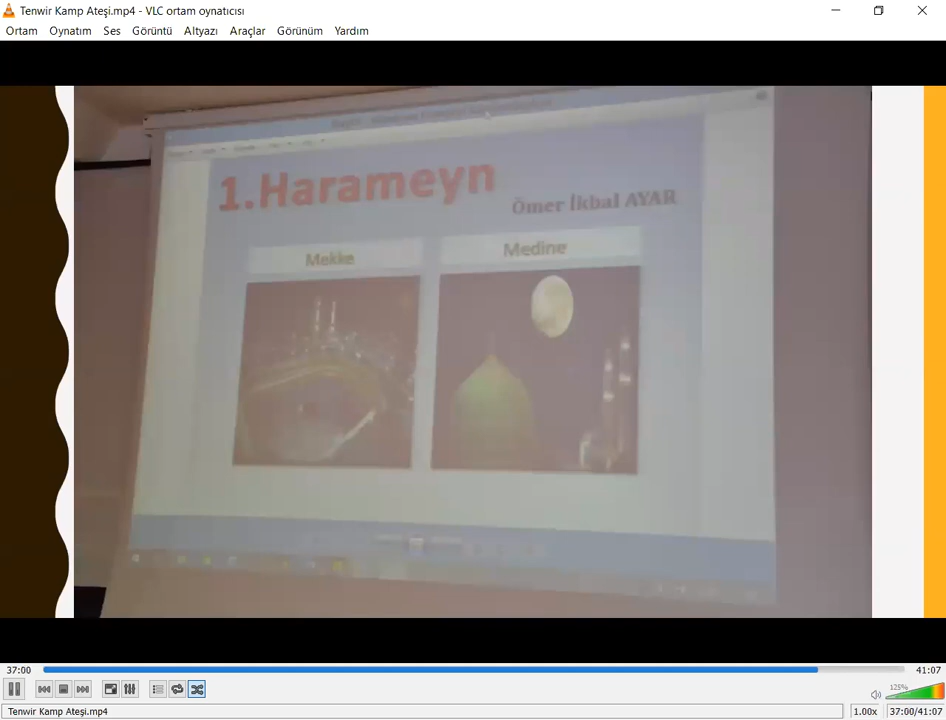 Tenwir Kamp Ateşi.mp4 - VLC ortam oynatıcısı
Ortam Oynatım Ses Görüntü Altyazı Araçlar Görünüm Yardım
1.Harameyn
Ömer İkbal AYAR
Mekke Medine
37:00 41:07
125%
Tenwir Kamp Ateşi.mp4 1.00x 37:00/41:07